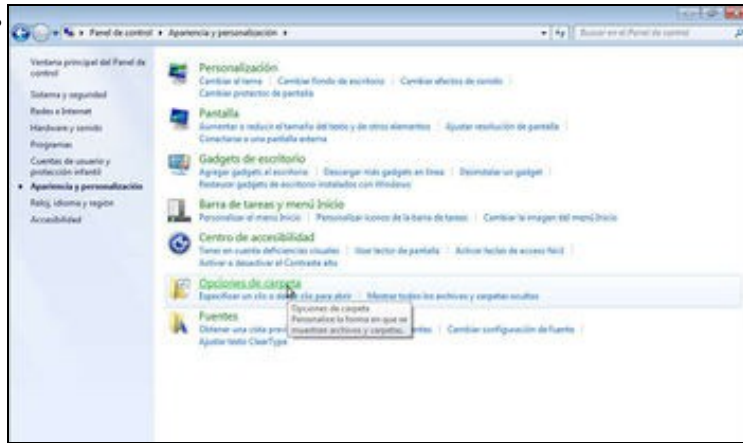 Panel de control ▸ Apariencia y personalización ▸
Buscar en el Panel de control
Ventana principal del Panel de
control
Sistema y seguridad
Redes e Internet
Hardware y sonido
Programas
Cuentas de usuario y
protección infantil
Apariencia y personalización
Reloj, idioma y región
Accesibilidad
Personalización
Cambiar el tema | Cambiar fondo de escritorio | Cambiar efectos de sonido
Cambiar protector de pantalla
Pantalla
Aumentar o reducir el tamaño del texto y de otros elementos | Ajustar resolución de pantalla
Conectarse a una pantalla externa
Gadgets de escritorio
Agregar gadgets al escritorio | Descargar más gadgets en línea | Desinstalar un gadget
Restaurar gadgets de escritorio instalados con Windows
Barra de tareas y menú Inicio
Personalizar el menú Inicio | Personalizar iconos de la barra de tareas | Cambiar la imagen del menú Inicio
Centro de accesibilidad
Tener en cuenta deficiencias visuales | Usar lector de pantalla | Activar teclas de acceso fácil
Activar o desactivar el Contraste alto
Opciones de carpeta
Especificar un clic o doble clic para abrir | Mostrar todos los archivos y carpetas ocultos
Opciones de carpeta
Personalice la forma en que se
muestran archivos y carpetas.
Fuentes
Obtener una vista | Cambiar configuración de fuente
Ajustar texto ClearType